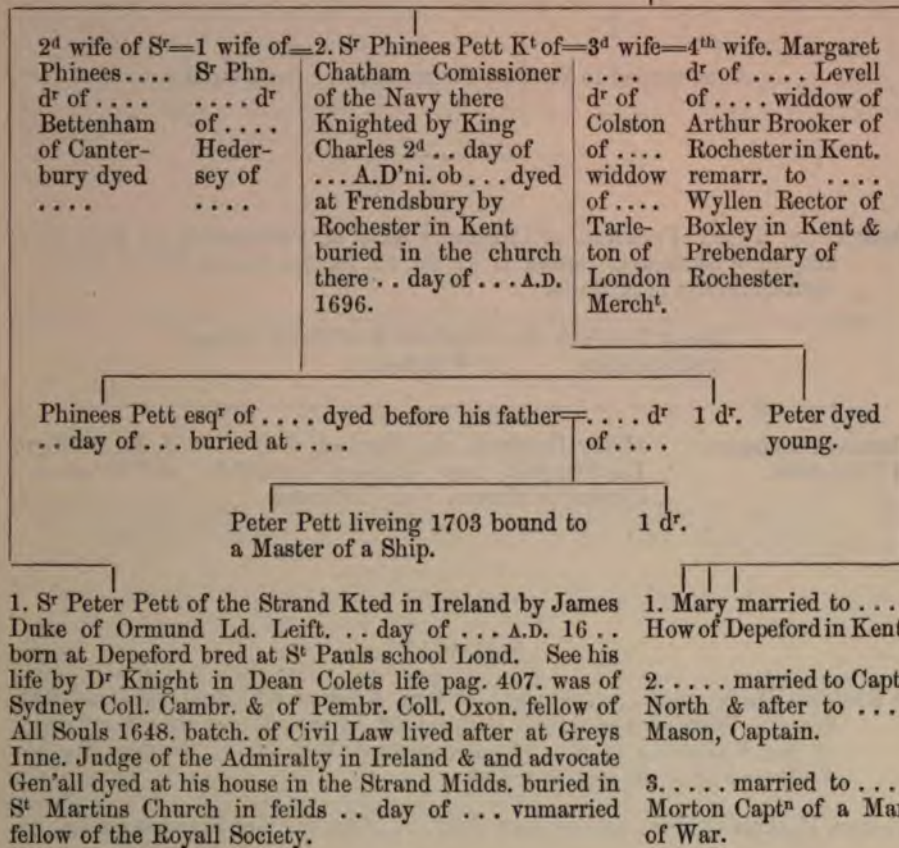 2ᵈ wife of Sʳ
Phinees....
dʳ of ....
Bettenham
of Canter-
bury dyed
....
1 wife of
Sʳ Phn.
.... dʳ
of ....
Heder-
sey of
....
2. Sʳ Phinees Pett Kᵗ of
Chatham Comissioner
of the Navy there
Knighted by King
Charles 2ᵈ .. day of
... A.D'ni. ob ... dyed
at Frendsbury by
Rochester in Kent
buried in the church
there .. day of ... A.D.
1696.
3ᵈ wife
....
dʳ of
Colston
of ....
widdow
of ....
Tarle-
ton of
London
Merchᵗ.
4ᵗʰ wife. Margaret
dʳ of .... Levell
of .... widdow of
Arthur Brooker of
Rochester in Kent.
remarr. to ....
Wyllen Rector of
Boxley in Kent &
Prebendary of
Rochester.
Phinees Pett esqʳ of .... dyed before his father
.. day of ... buried at ....
.... dʳ
of ....
1 dʳ.
Peter dyed
young.
Peter Pett liveing 1703 bound to
a Master of a Ship.
1 dʳ.
1. Sʳ Peter Pett of the Strand Kted in Ireland by James
Duke of Ormund Ld. Leift. .. day of ... A.D. 16 ..
born at Depeford bred at Sᵗ Pauls school Lond. See his
life by Dʳ Knight in Dean Colets life pag. 407. was of
Sydney Coll. Cambr. & of Pembr. Coll. Oxon. fellow of
All Souls 1648. batch. of Civil Law lived after at Greys
Inne. Judge of the Admiralty in Ireland & and advocate
Gen'all dyed at his house in the Strand Midds. buried in
Sᵗ Martins Church in feilds .. day of ... vnmarried
fellow of the Royall Society.
1. Mary married to ...
How of Depeford in Kent
2. .... married to Capt
North & after to ...
Mason, Captain.
3. .... married to ...
Morton Captⁿ of a Man
of War.